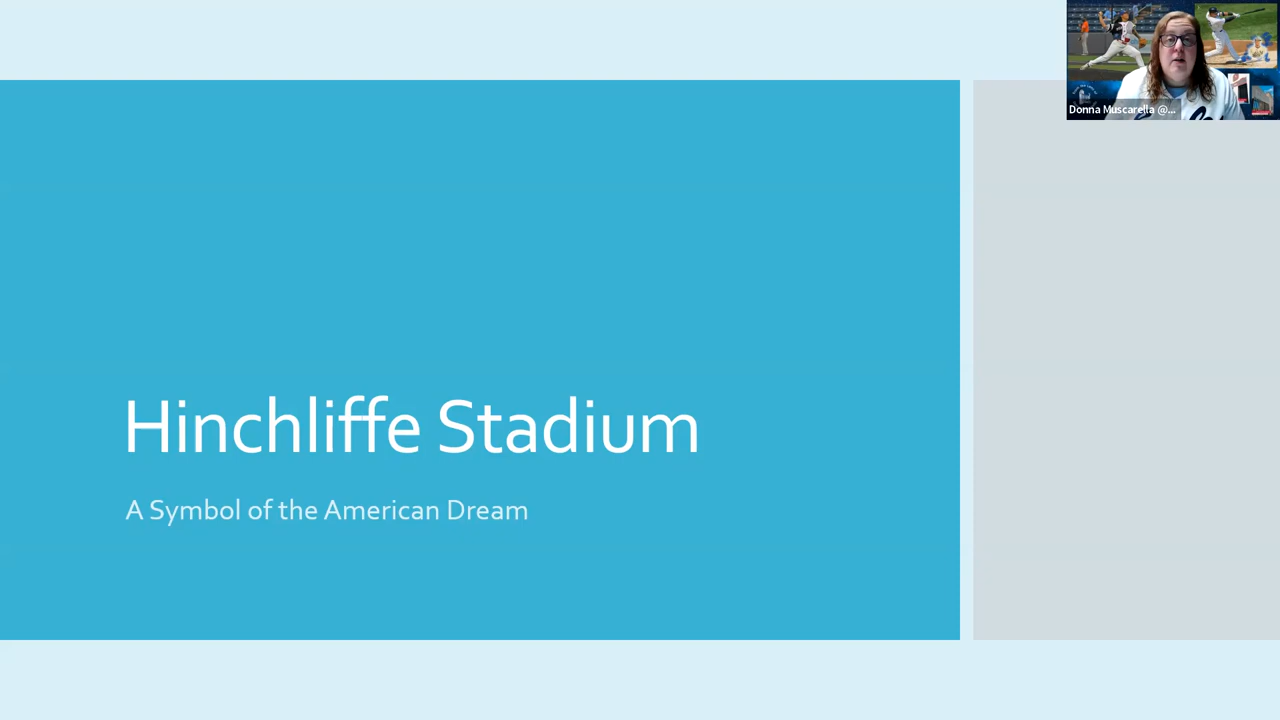 Hinchliffe Stadium
A Symbol of the American Dream
Donna Muscarella @...